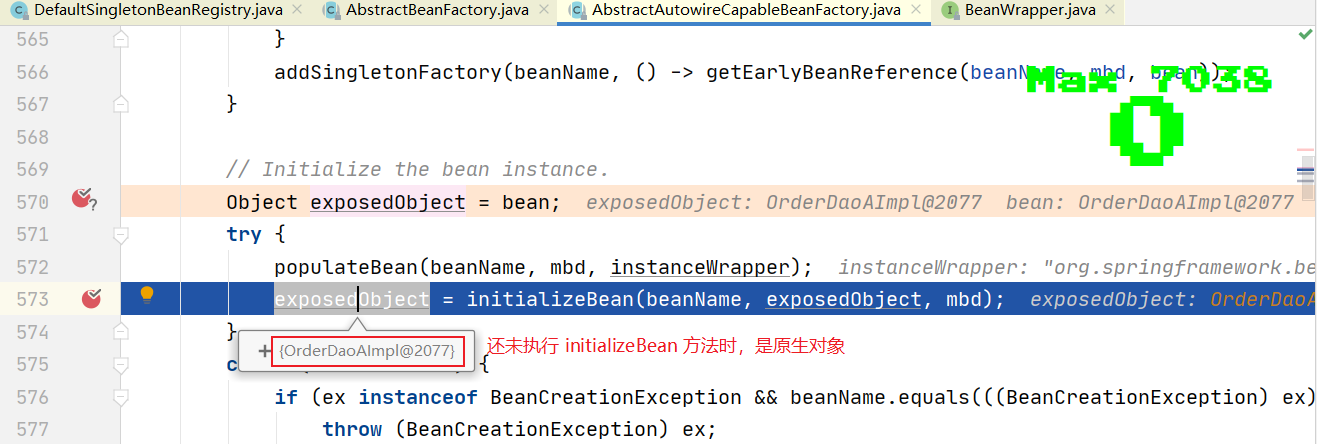 DefaultSingletonBeanRegistry.java × AbstractBeanFactory.java × AbstractAutowireCapableBeanFactory.java × BeanWrapper.java ×
565 }
566 addSingletonFactory(beanName, () -> getEarlyBeanReference(beanName, mbd, bean));
Max 7038
0
567 }
568
569 // Initialize the bean instance.
570 Object exposedObject = bean; exposedObject: OrderDaoAImpl@2077 bean: OrderDaoAImpl@2077
571 try {
572 populateBean(beanName, mbd, instanceWrapper); instanceWrapper: "org.springframework.be
573 exposedObject = initializeBean(beanName, exposedObject, mbd); exposedObject: OrderDaoA
574 }
+ {OrderDaoAImpl@2077} 还未执行 initializeBean 方法时，是原生对象
575 c {
576 if (ex instanceof BeanCreationException && beanName.equals(((BeanCreationException) ex)
577 throw (BeanCreationException) ex;